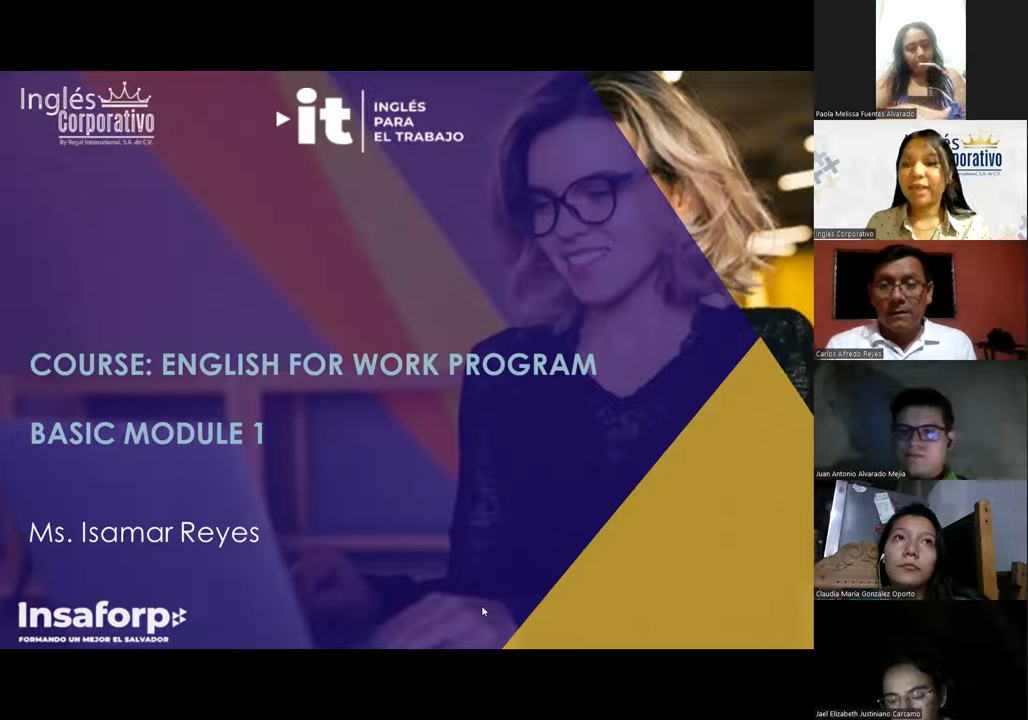 Inglés
Corporativo
By Regal International, S.A. de C.V.
it
INGLÉS
PARA
EL TRABAJO
COURSE: ENGLISH FOR WORK PROGRAM
BASIC MODULE 1
Ms. Isamar Reyes
Insaforp
FORMANDO UN MEJOR EL SALVADOR
Paola Melissa Fuentes Alvarado
Ingles Corporativo
Carlos Alfredo Reyes
Juan Antonio Alvarado Mejia
Claudia María González Oporto
Jael Elizabeth Justiniano Carcamo